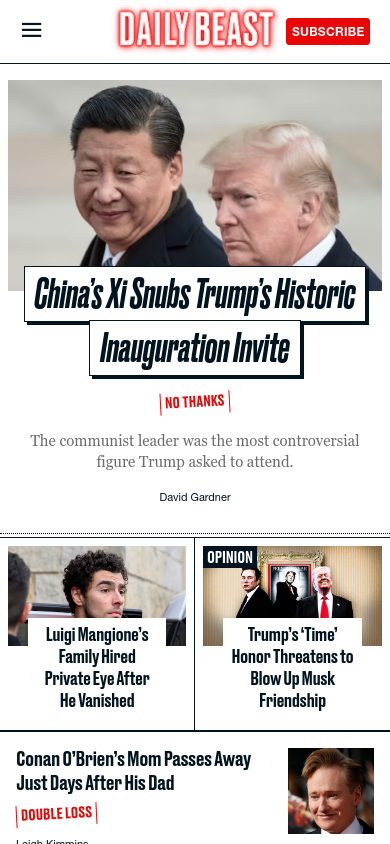 DAILY BEAST
SUBSCRIBE
China's Xi Snubs Trump's Historic
Inauguration Invite
NO THANKS
The communist leader was the most controversial
figure Trump asked to attend.
David Gardner
OPINION
Luigi Mangione's
Family Hired
Private Eye After
He Vanished
Trump's ‘Time’
Honor Threatens to
Blow Up Musk
Friendship
Conan O'Brien's Mom Passes Away
Just Days After His Dad
DOUBLE LOSS
Leigh Kimmins